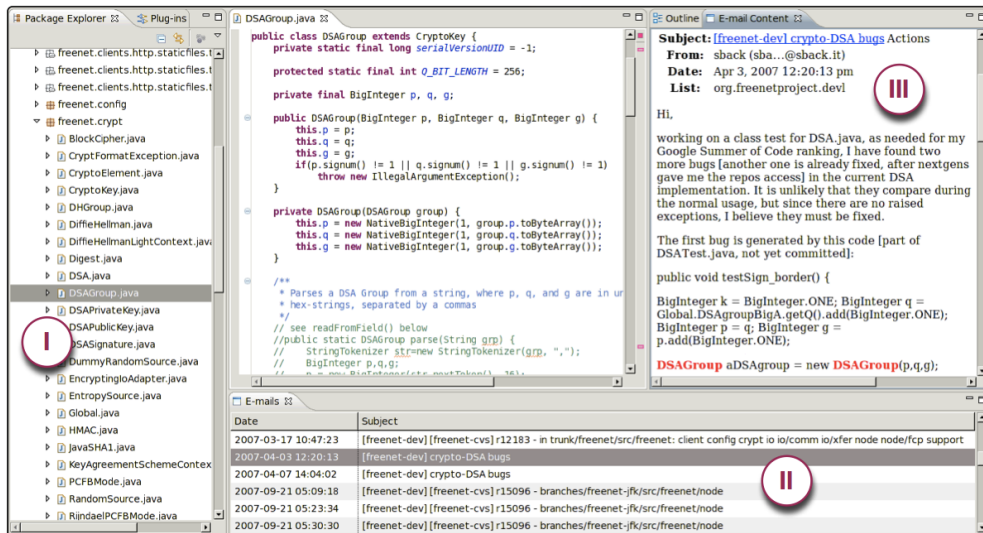 Package Explorer
Plug-ins
freenet.clients.http.staticfiles.t
freenet.clients.http.staticfiles.t
freenet.clients.http.staticfiles.t
freenet.config
freenet.crypt
BlockCipher.java
CryptFormatException.java
CryptoElement.java
CryptoKey.java
DHGroup.java
DiffieHellman.java
DiffieHellmanLightContext.java
Digest.java
DSA.java
DSAGroup.java
DSAPrivateKey.java
DSAPublicKey.java
DSASignature.java
DummyRandomSource.java
EncryptingIoAdapter.java
EntropySource.java
Global.java
HMAC.java
JavaSHA1.java
KeyAgreementSchemeContex
PCFBMode.java
RandomSource.java
RijndaelPCFBMode.java
I
DSAGroup.java
public class DSAGroup extends CryptoKey {
private static final long serialVersionUID = -1;
protected static final int Q_BIT_LENGTH = 256;
private final BigInteger p, q, g;
public DSAGroup(BigInteger p, BigInteger q, BigInteger g) {
this.p = p;
this.q = q;
this.g = g;
if(p.signum() != 1 || q.signum() != 1 || g.signum() != 1)
throw new IllegalArgumentException();
}
private DSAGroup(DSAGroup group) {
this.p = new NativeBigInteger(1, group.p.toByteArray());
this.q = new NativeBigInteger(1, group.q.toByteArray());
this.g = new NativeBigInteger(1, group.g.toByteArray());
}
/**
* Parses a DSA Group from a string, where p, q, and g are in un
* hex-strings, separated by a commas
*/
// see readFromField() below
//public static DSAGroup parse(String grp) {
// StringTokenizer str=new StringTokenizer(grp, ",");
// BigInteger p,q,g;
// p = new BigInteger(str.nextToken(), 16);
Outline
E-mail Content
Subject: [freenet-dev] crypto-DSA bugs Actions
From: sback (sba...@sback.it)
Date: Apr 3, 2007 12:20:13 pm
List: org.freenetproject.devl
III
Hi,
working on a class test for DSA.java, as needed for my
Google Summer of Code ranking, I have found two
more bugs [another one is already fixed, after nextgens
gave me the repos access] in the current DSA
implementation. It is unlikely that they compare during
the normal usage, but since there are no raised
exceptions, I believe they must be fixed.
The first bug is generated by this code [part of
DSATest.java, not yet committed]:
public void testSign_border() {
BigInteger k = BigInteger.ONE; BigInteger q =
Global.DSAgroupBigA.getQ().add(BigInteger.ONE);
BigInteger p = q; BigInteger g =
p.add(BigInteger.ONE);
DSAGroup aDSAgroup = new DSAGroup(p,q,g);
E-mails
Date Subject
2007-03-17 10:47:23 [freenet-dev] [freenet-cvs] r12183 - in trunk/freenet/src/freenet: client config crypt io io/comm io/xfer node node/fcp support
2007-04-03 12:20:13 [freenet-dev] crypto-DSA bugs
2007-04-07 14:04:02 [freenet-dev] crypto-DSA bugs
2007-09-21 05:09:18 [freenet-dev] [freenet-cvs] r15096 - branches/freenet-jfk/src/freenet/node
2007-09-21 05:23:34 [freenet-dev] [freenet-cvs] r15096 - branches/freenet-jfk/src/freenet/node
2007-09-21 05:30:30 [freenet-dev] [freenet-cvs] r15096 - branches/freenet-jfk/src/freenet/node
II